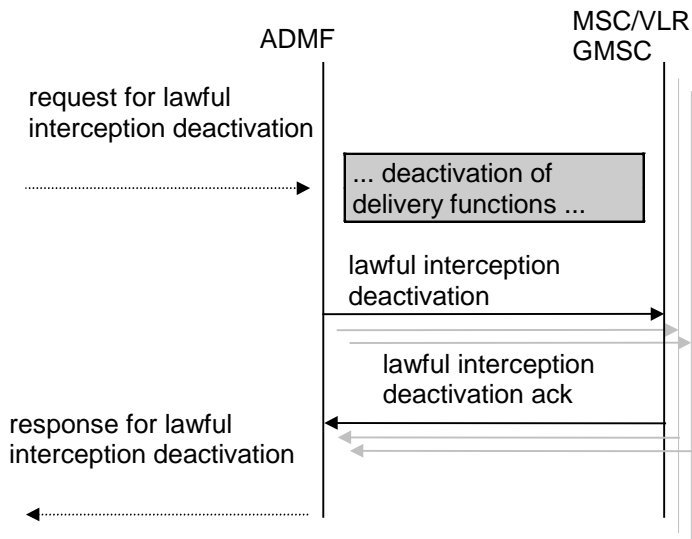 ADMF
MSC/VLR
GMSC
request for lawful
interception deactivation
... deactivation of
delivery functions ...
lawful interception
deactivation
lawful interception
deactivation ack
response for lawful
interception deactivation